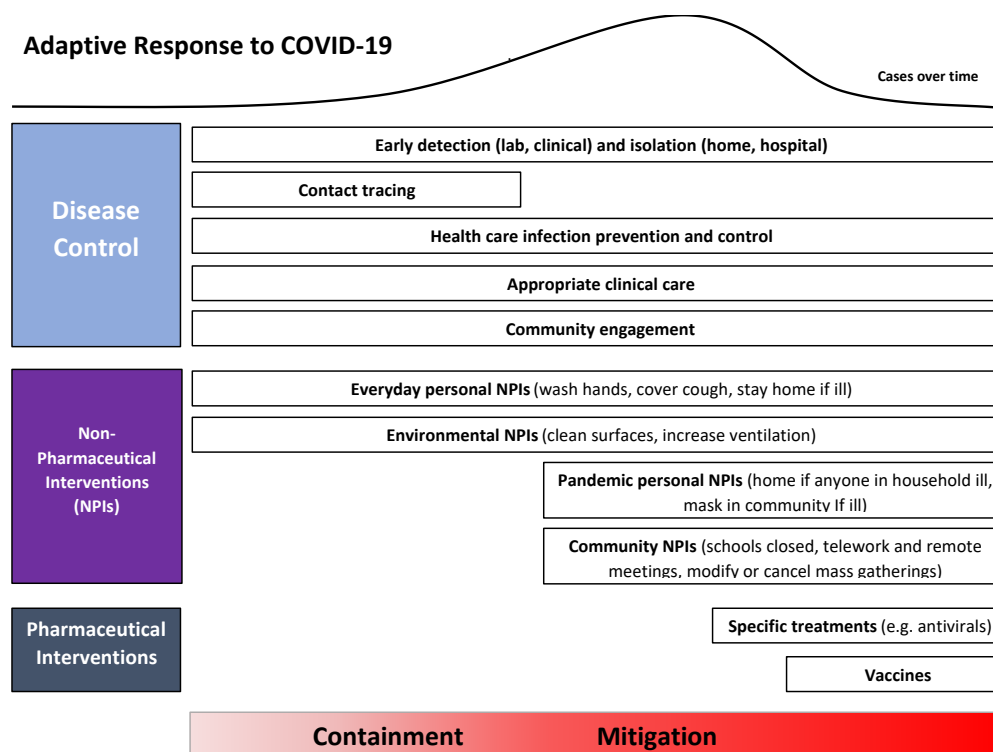 Adaptive Response to COVID-19
Cases over time
Disease
Control
Early detection (lab, clinical) and isolation (home, hospital)
Contact tracing
Health care infection prevention and control
Appropriate clinical care
Community engagement
Non-
Pharmaceutical
Interventions
(NPIs)
Everyday personal NPIs (wash hands, cover cough, stay home if ill)
Environmental NPIs (clean surfaces, increase ventilation)
Pandemic personal NPIs (home if anyone in household ill,
mask in community If ill)
Community NPIs (schools closed, telework and remote
meetings, modify or cancel mass gatherings)
Pharmaceutical
Interventions
Specific treatments (e.g. antivirals)
Vaccines
Containment
Mitigation